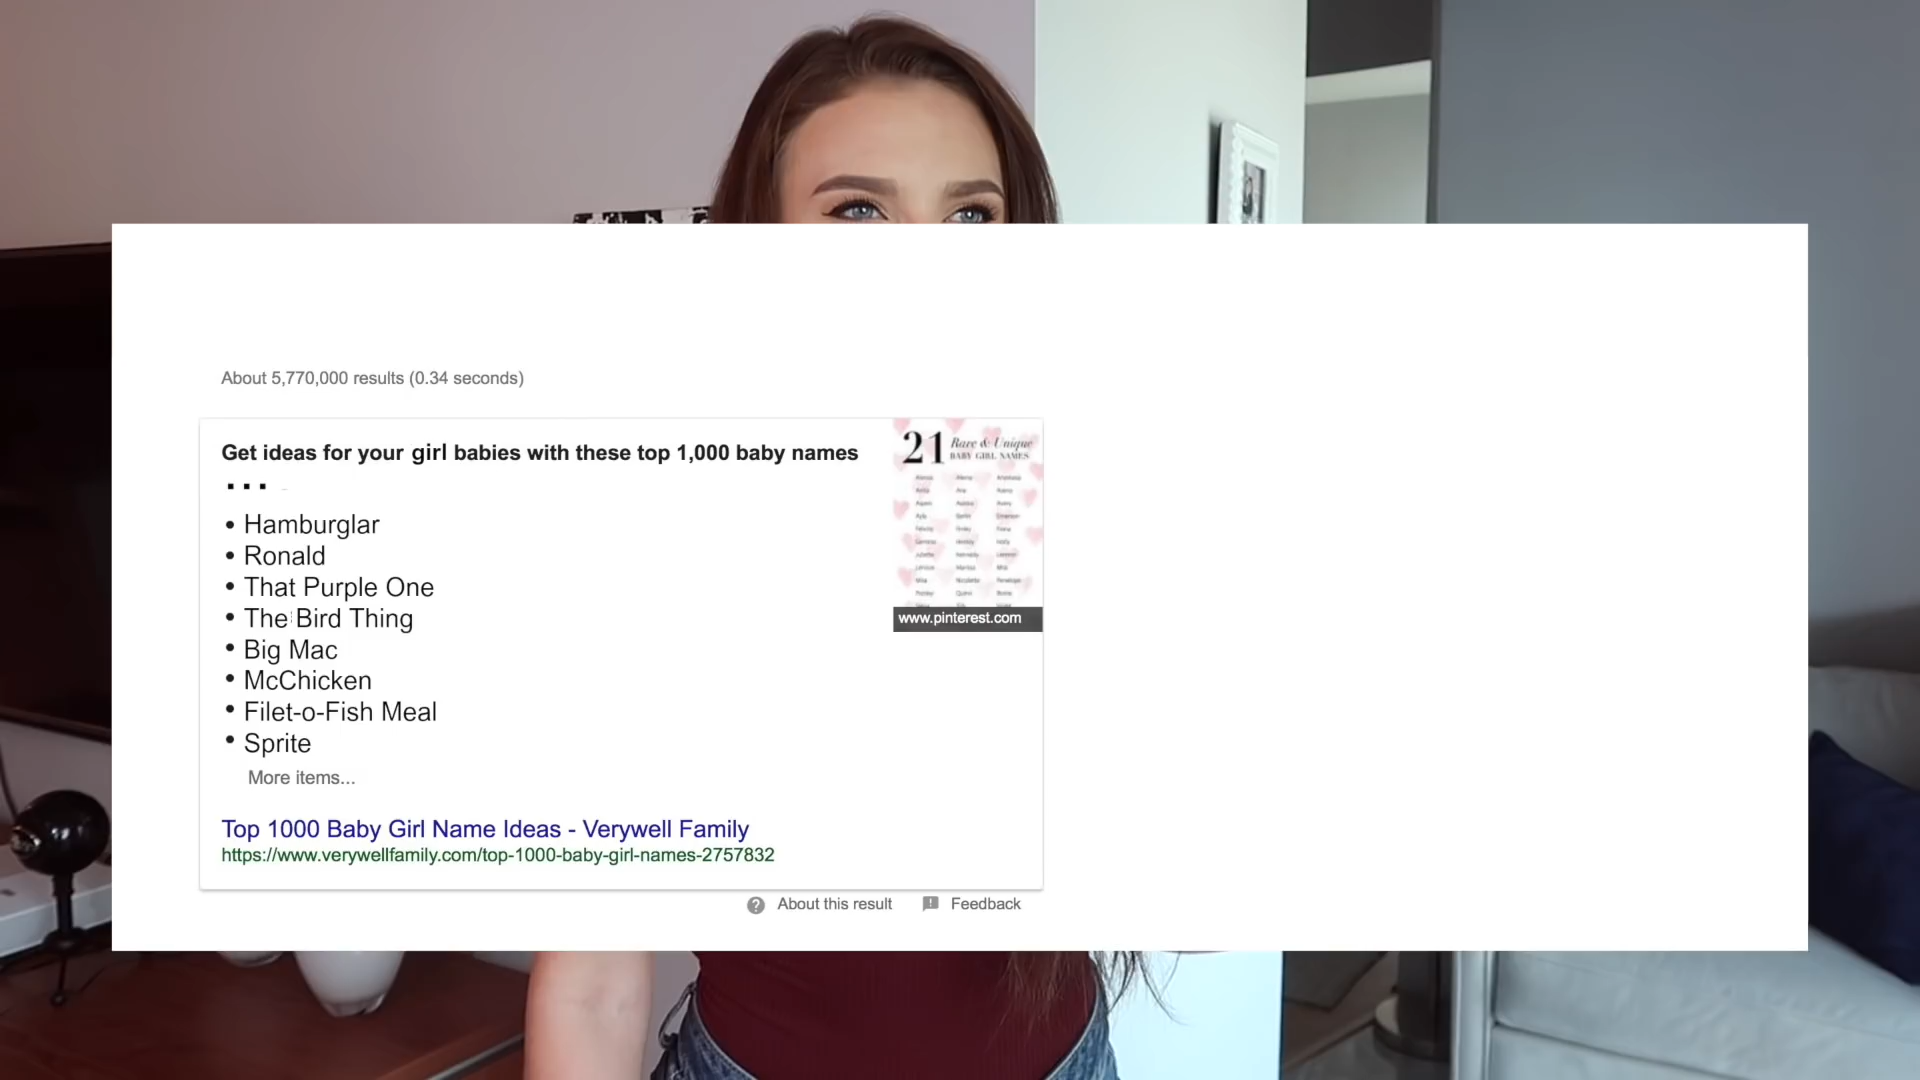 About 5,770,000 results (0.34 seconds)
Get ideas for your girl babies with these top 1,000 baby names
...
• Hamburglar
• Ronald
• That Purple One
• The Bird Thing
• Big Mac
• McChicken
• Filet-o-Fish Meal
• Sprite
More items...
21 Rare & Unique
BABY GIRL NAMES
www.pinterest.com
Top 1000 Baby Girl Name Ideas - Verywell Family
https://www.verywellfamily.com/top-1000-baby-girl-names-2757832
About this result
Feedback